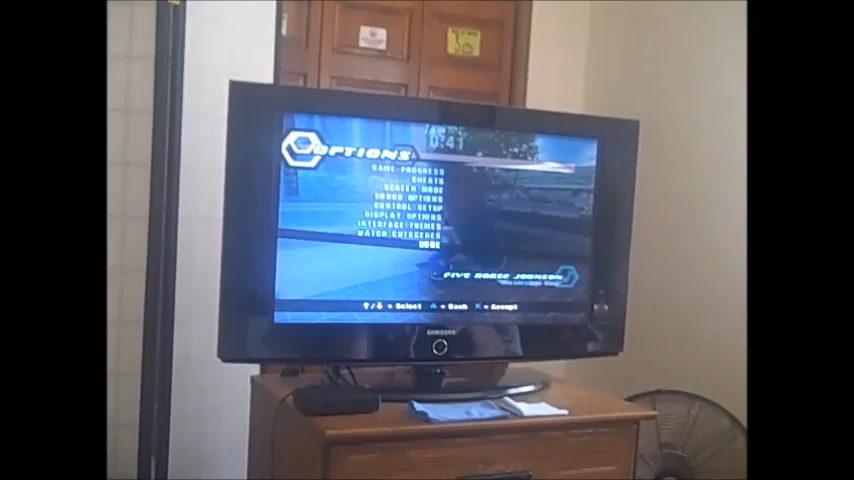 0:41
OPTIONS
GAME PROGRESS
CHEATS
SCREEN MODE
SOUND OPTIONS
CONTROL SETUP
DISPLAY OPTIONS
INTERFACE THEMES
WATCH CUTSCENES
DONE
FIVE HORSE JOHNSON
= Select = Back = Accept
SAMSUNG